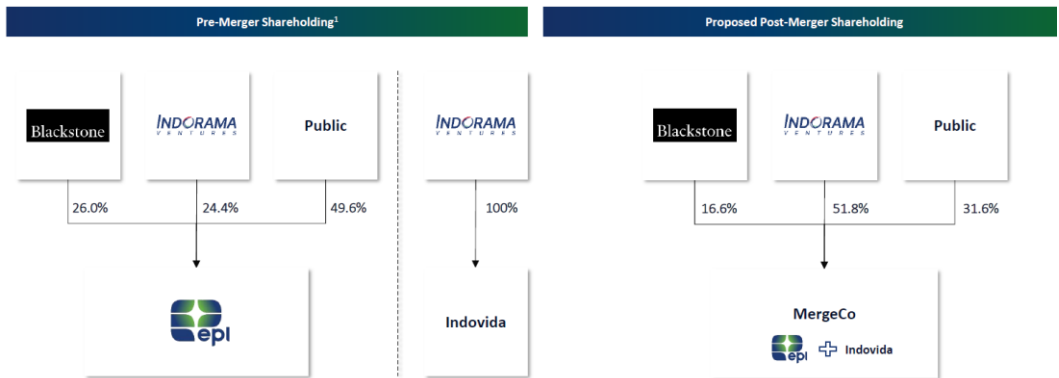 Pre-Merger Shareholding1
Proposed Post-Merger Shareholding
Blackstone
INDORAMA
VENTURES
Public
INDORAMA
VENTURES
Blackstone
INDORAMA
VENTURES
Public
26.0%
24.4%
49.6%
100%
16.6%
51.8%
31.6%
epl
Indovida
MergeCo
epl
Indovida